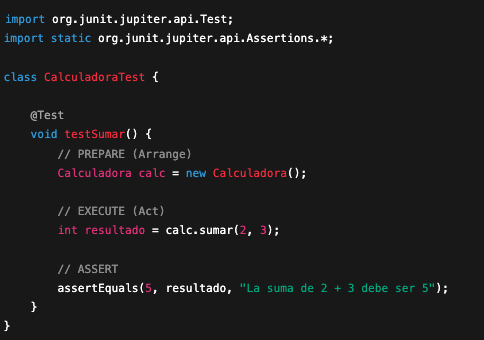 import org.junit.jupiter.api.Test;
import static org.junit.jupiter.api.Assertions.*;

class CalculadoraTest {

    @Test
    void testSumar() {
        // PREPARE (Arrange)
        Calculadora calc = new Calculadora();

        // EXECUTE (Act)
        int resultado = calc.sumar(2, 3);

        // ASSERT
        assertEquals(5, resultado, "La suma de 2 + 3 debe ser 5");
    }
}